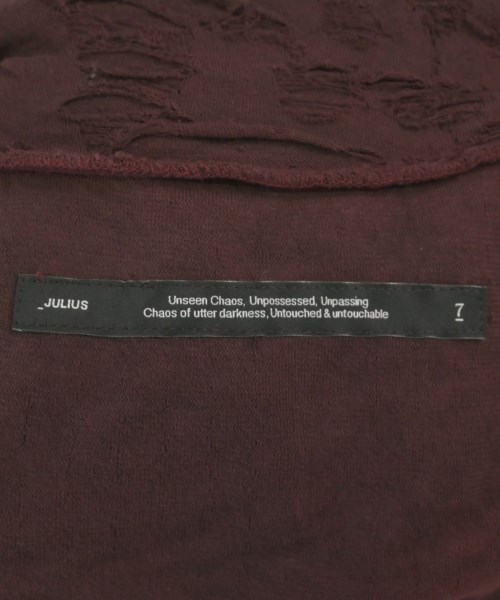 _JULIUS
Unseen Chaos, Unpossessed, Unpassing
Chaos of utter darkness, Untouched & untouchable
7